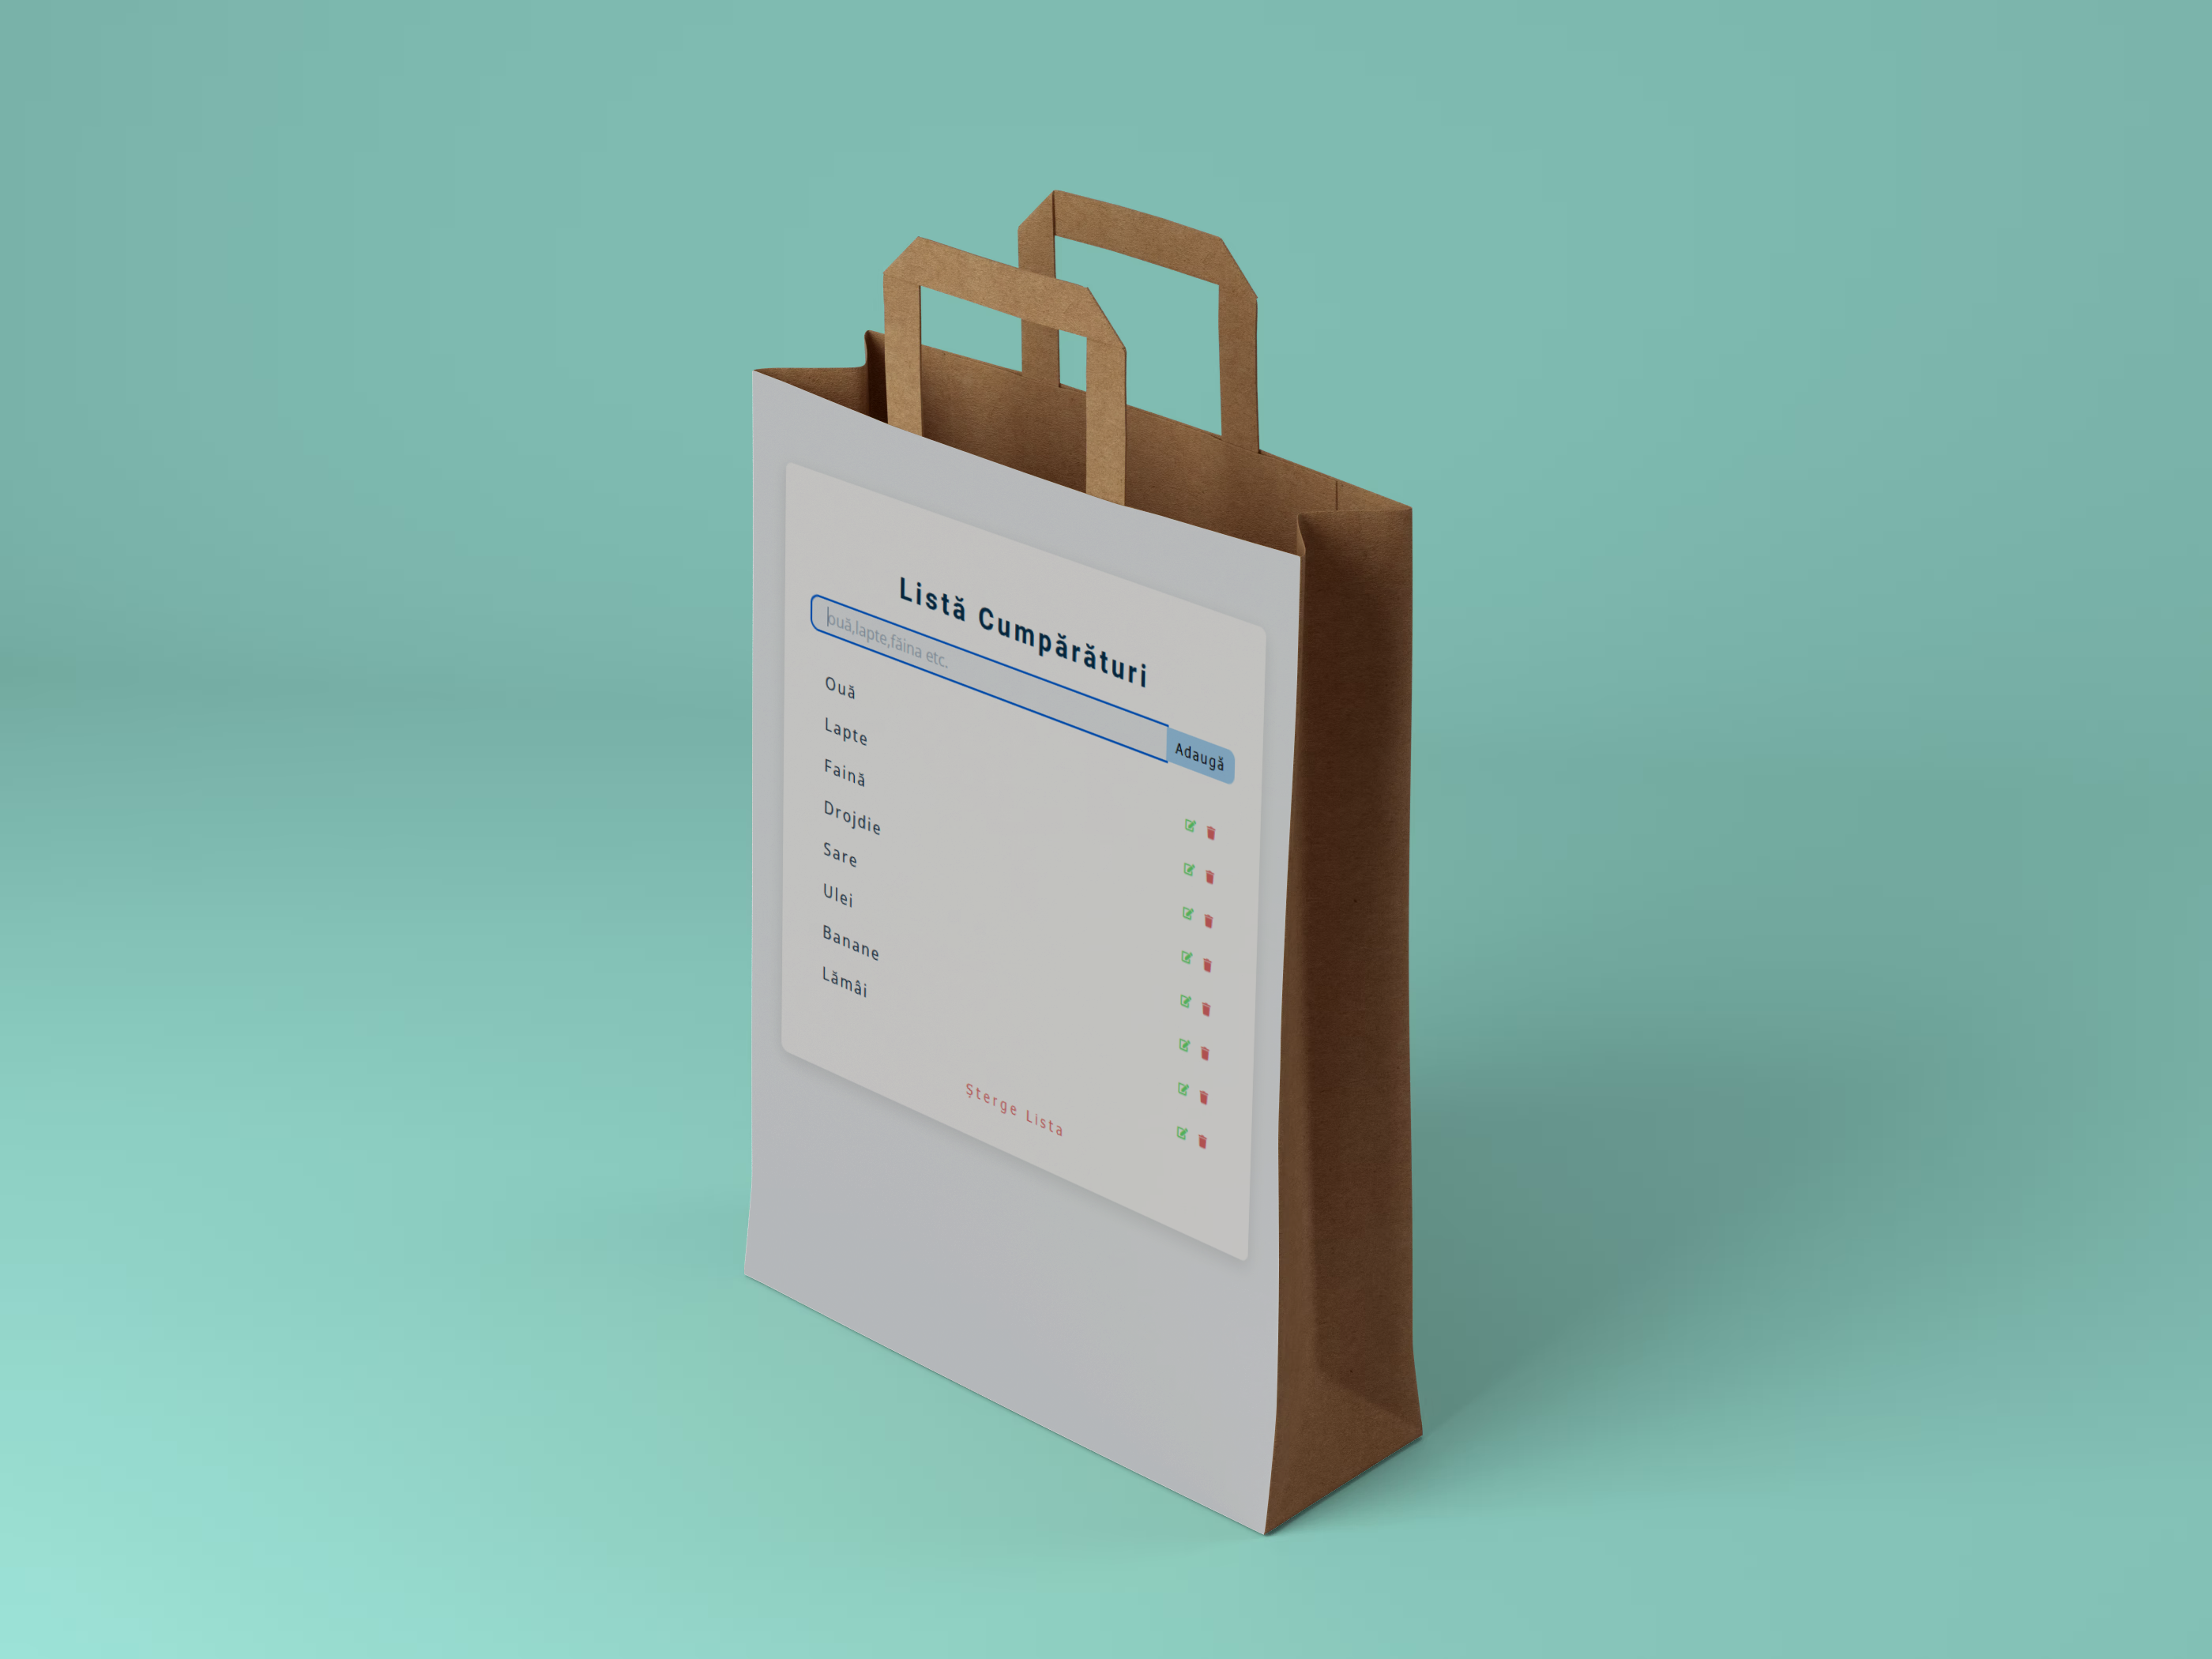 Listă Cumpărături
ouă,lapte,făina etc.
Adaugă
Ouă
Lapte
Faină
Drojdie
Sare
Ulei
Banane
Lămâi
Șterge Lista